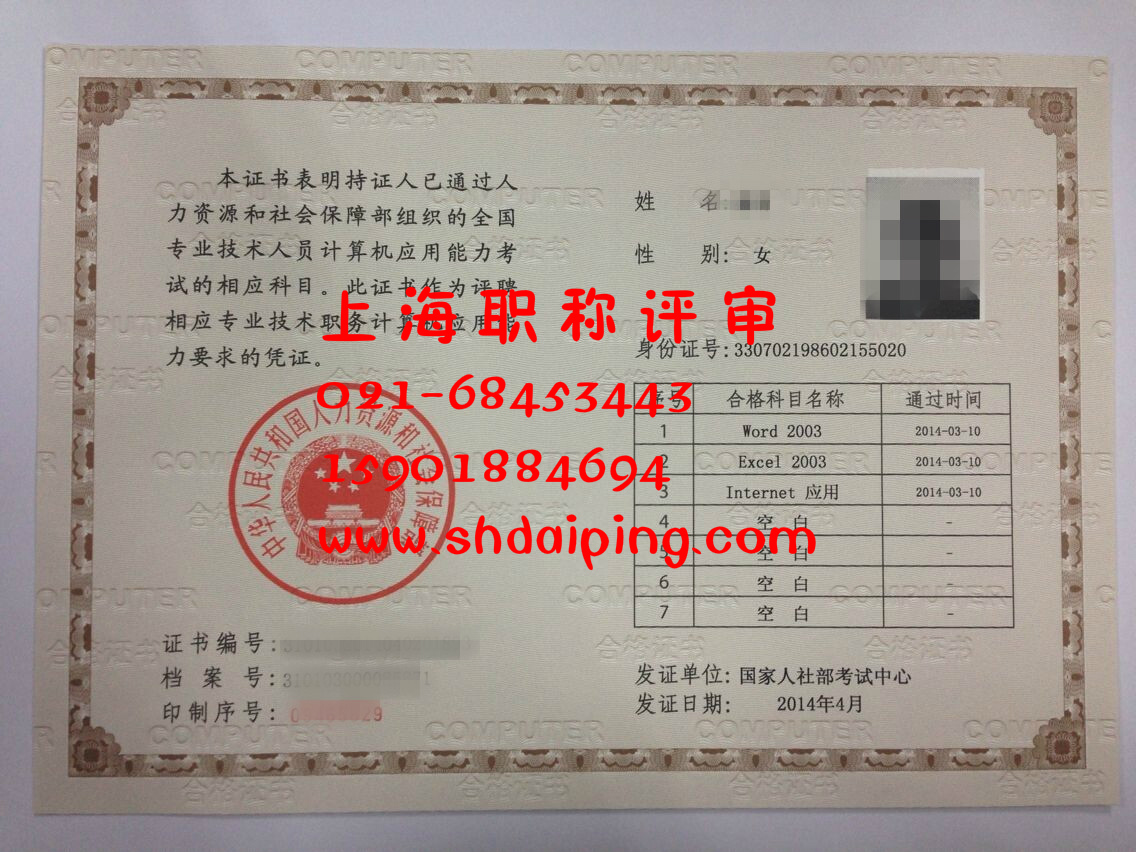 本证书表明持证人已通过人
力资源和社会保障部组织的全国
专业技术人员计算机应用能力考
试的相应科目。此证书作为评聘
相应专业技术职务计算机应用能
力要求的凭证。
上海职称评审
021-68453443
15901884694
www.shdaiping.com
中华人民共和国人力资源和社会保障部
证书编号:
档案号:
印制序号:
姓名:
性别: 女
身份证号:330702198602155020
序号 合格科目名称 通过时间
1 Word 2003 2014-03-10
2 Excel 2003 2014-03-10
3 Internet 应用 2014-03-10
4 空白 -
5 空白 -
6 空白 -
7 空白 -
发证单位: 国家人社部考试中心
发证日期: 2014年4月
COMPUTER
合格证书